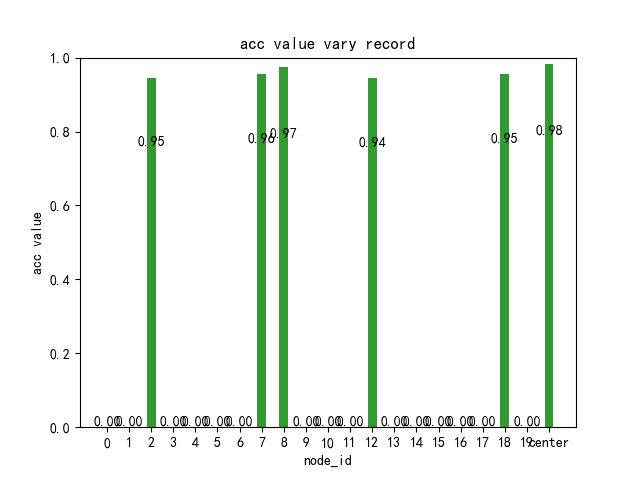 acc value vary record
acc value
1.0
0.8
0.6
0.4
0.2
0.0
0.00 0.00 0.95 0.00 0.00 0.00 0.00 0.96 0.97 0.00 0.00 0.00 0.94 0.00 0.00 0.00 0.00 0.00 0.95 0.00 0.98
0 1 2 3 4 5 6 7 8 9 10 11 12 13 14 15 16 17 18 19 center
node_id